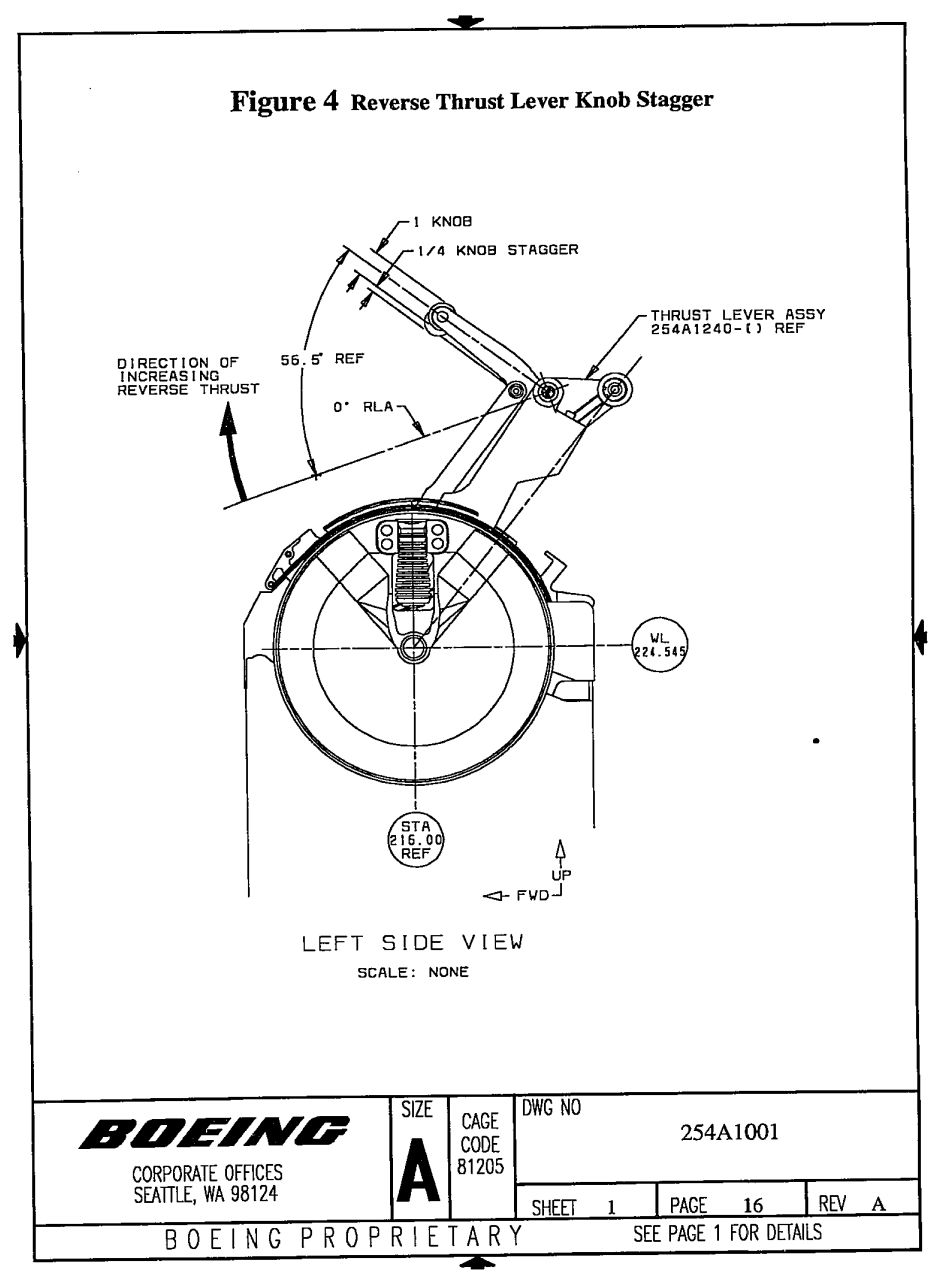 Figure 4 Reverse Thrust Lever Knob Stagger
1 KNOB
1/4 KNOB STAGGER
THRUST LEVER ASSY
254A1240-() REF
56.5° REF
DIRECTION OF
INCREASING
REVERSE THRUST
0° RLA
WL
224.545
STA
216.00
REF
UP
FWD
LEFT SIDE VIEW
SCALE: NONE
BOEING
CORPORATE OFFICES
SEATTLE, WA 98124
SIZE
A
CAGE
CODE
81205
DWG NO
254A1001
SHEET 1
PAGE 16
REV A
BOEING PROPRIETARY
SEE PAGE 1 FOR DETAILS